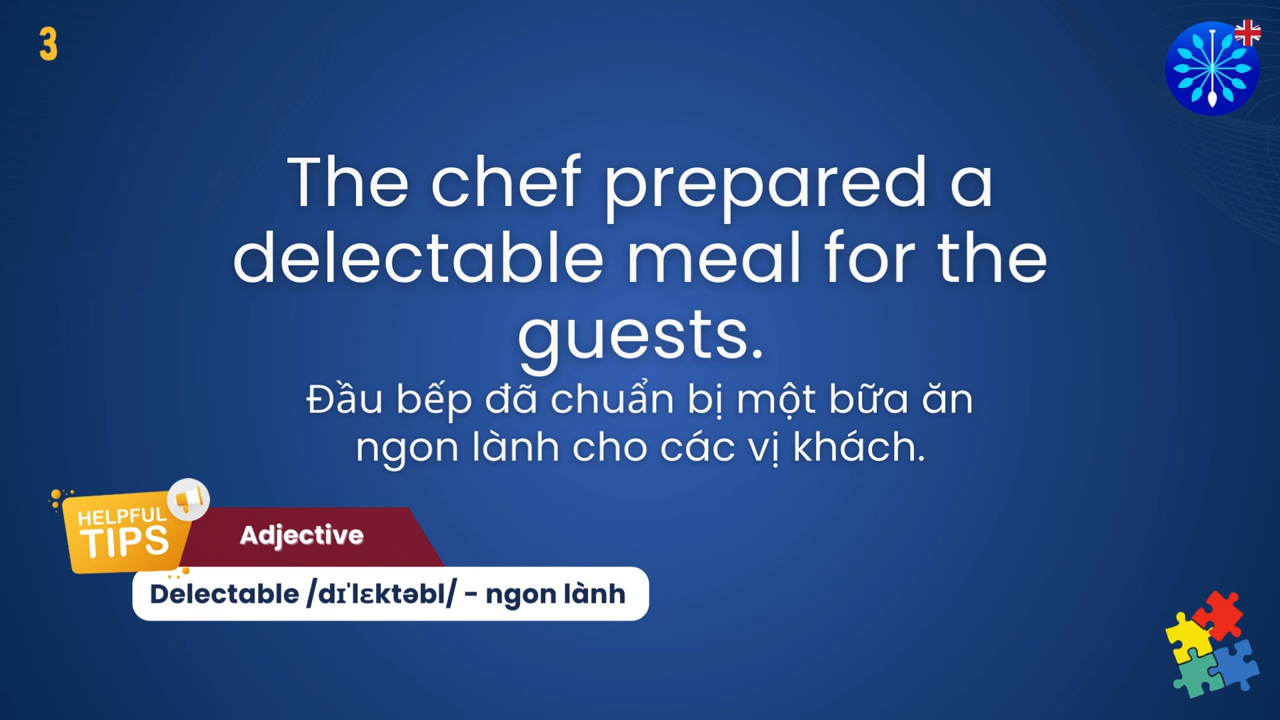 3
The chef prepared a
delectable meal for the
guests.
Đầu bếp đã chuẩn bị một bữa ăn
ngon lành cho các vị khách.
HELPFUL
TIPS
Adjective
Delectable /dɪˈlɛktəbl/ - ngon lành